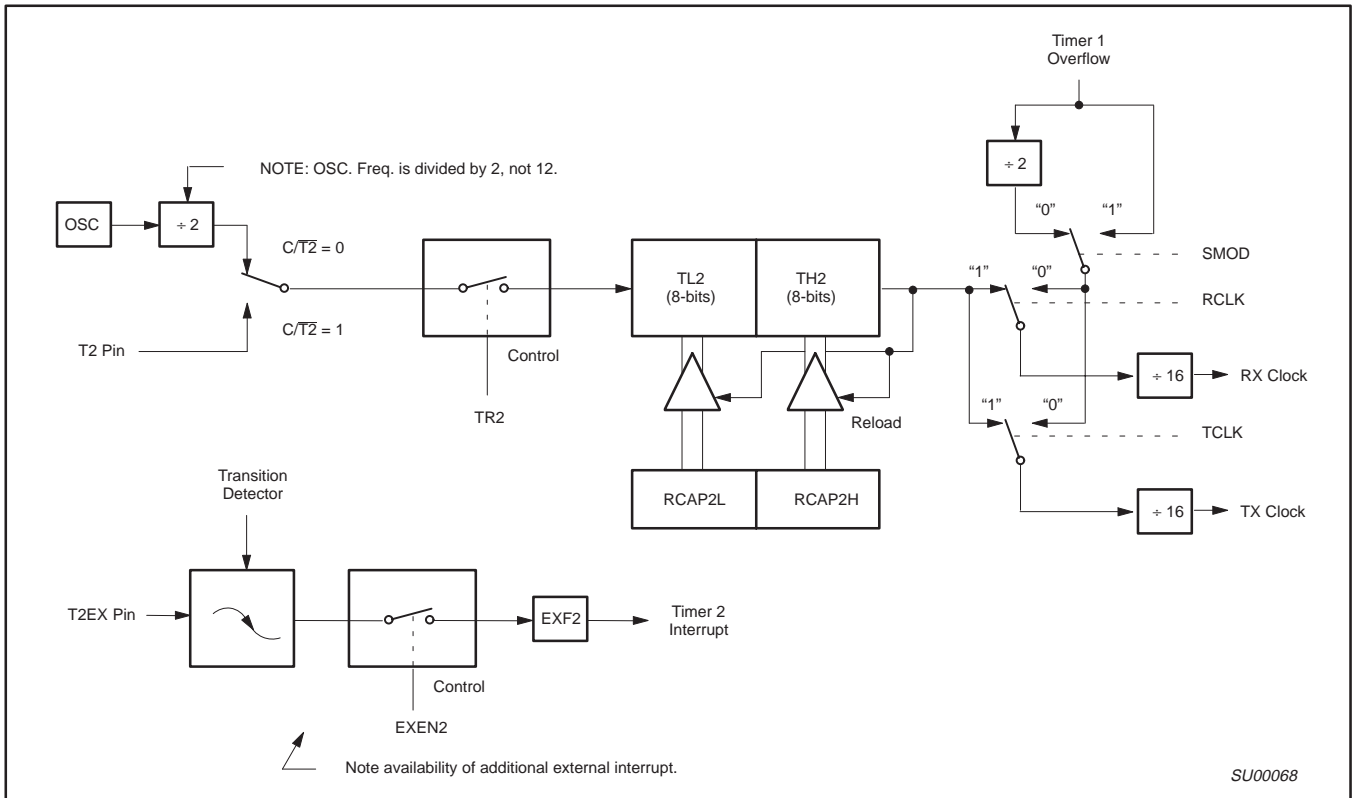 Timer 1
Overflow
÷ 2
NOTE: OSC. Freq. is divided by 2, not 12.
“0”
“1”
OSC
÷ 2
C/T2 = 0
SMOD
TL2
(8-bits)
TH2
(8-bits)
“1”
“0”
RCLK
C/T2 = 1
T2 Pin
Control
÷ 16
RX Clock
TR2
Reload
“1”
“0”
TCLK
Transition
Detector
RCAP2L
RCAP2H
÷ 16
TX Clock
T2EX Pin
EXF2
Timer 2
Interrupt
Control
EXEN2
Note availability of additional external interrupt.
SU00068